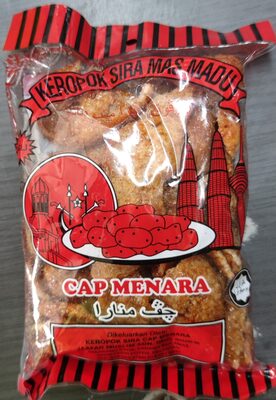 KEROPOK SIRA MAS MADU
CAP MENARA
چڤ منارا
Dikeluarkan Oleh:
KEROPOK SIRA CAP MENARA